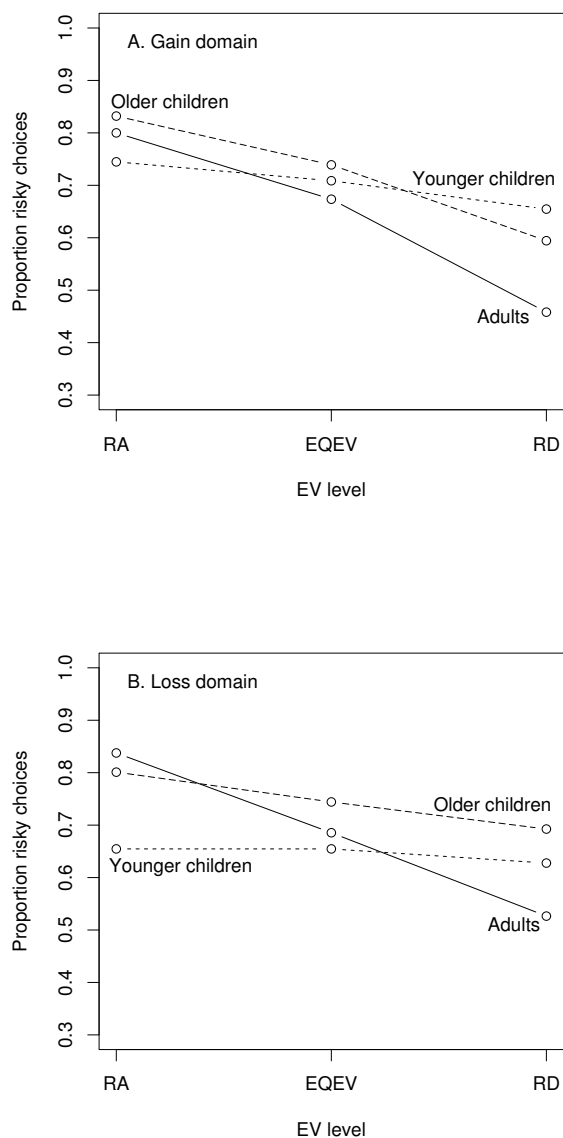 A. Gain domain
Older children
Younger children
Adults
Proportion risky choices
1.0
0.9
0.8
0.7
0.6
0.5
0.4
0.3
RA EQEV RD
EV level
B. Loss domain
Older children
Younger children
Adults
Proportion risky choices
1.0
0.9
0.8
0.7
0.6
0.5
0.4
0.3
RA EQEV RD
EV level